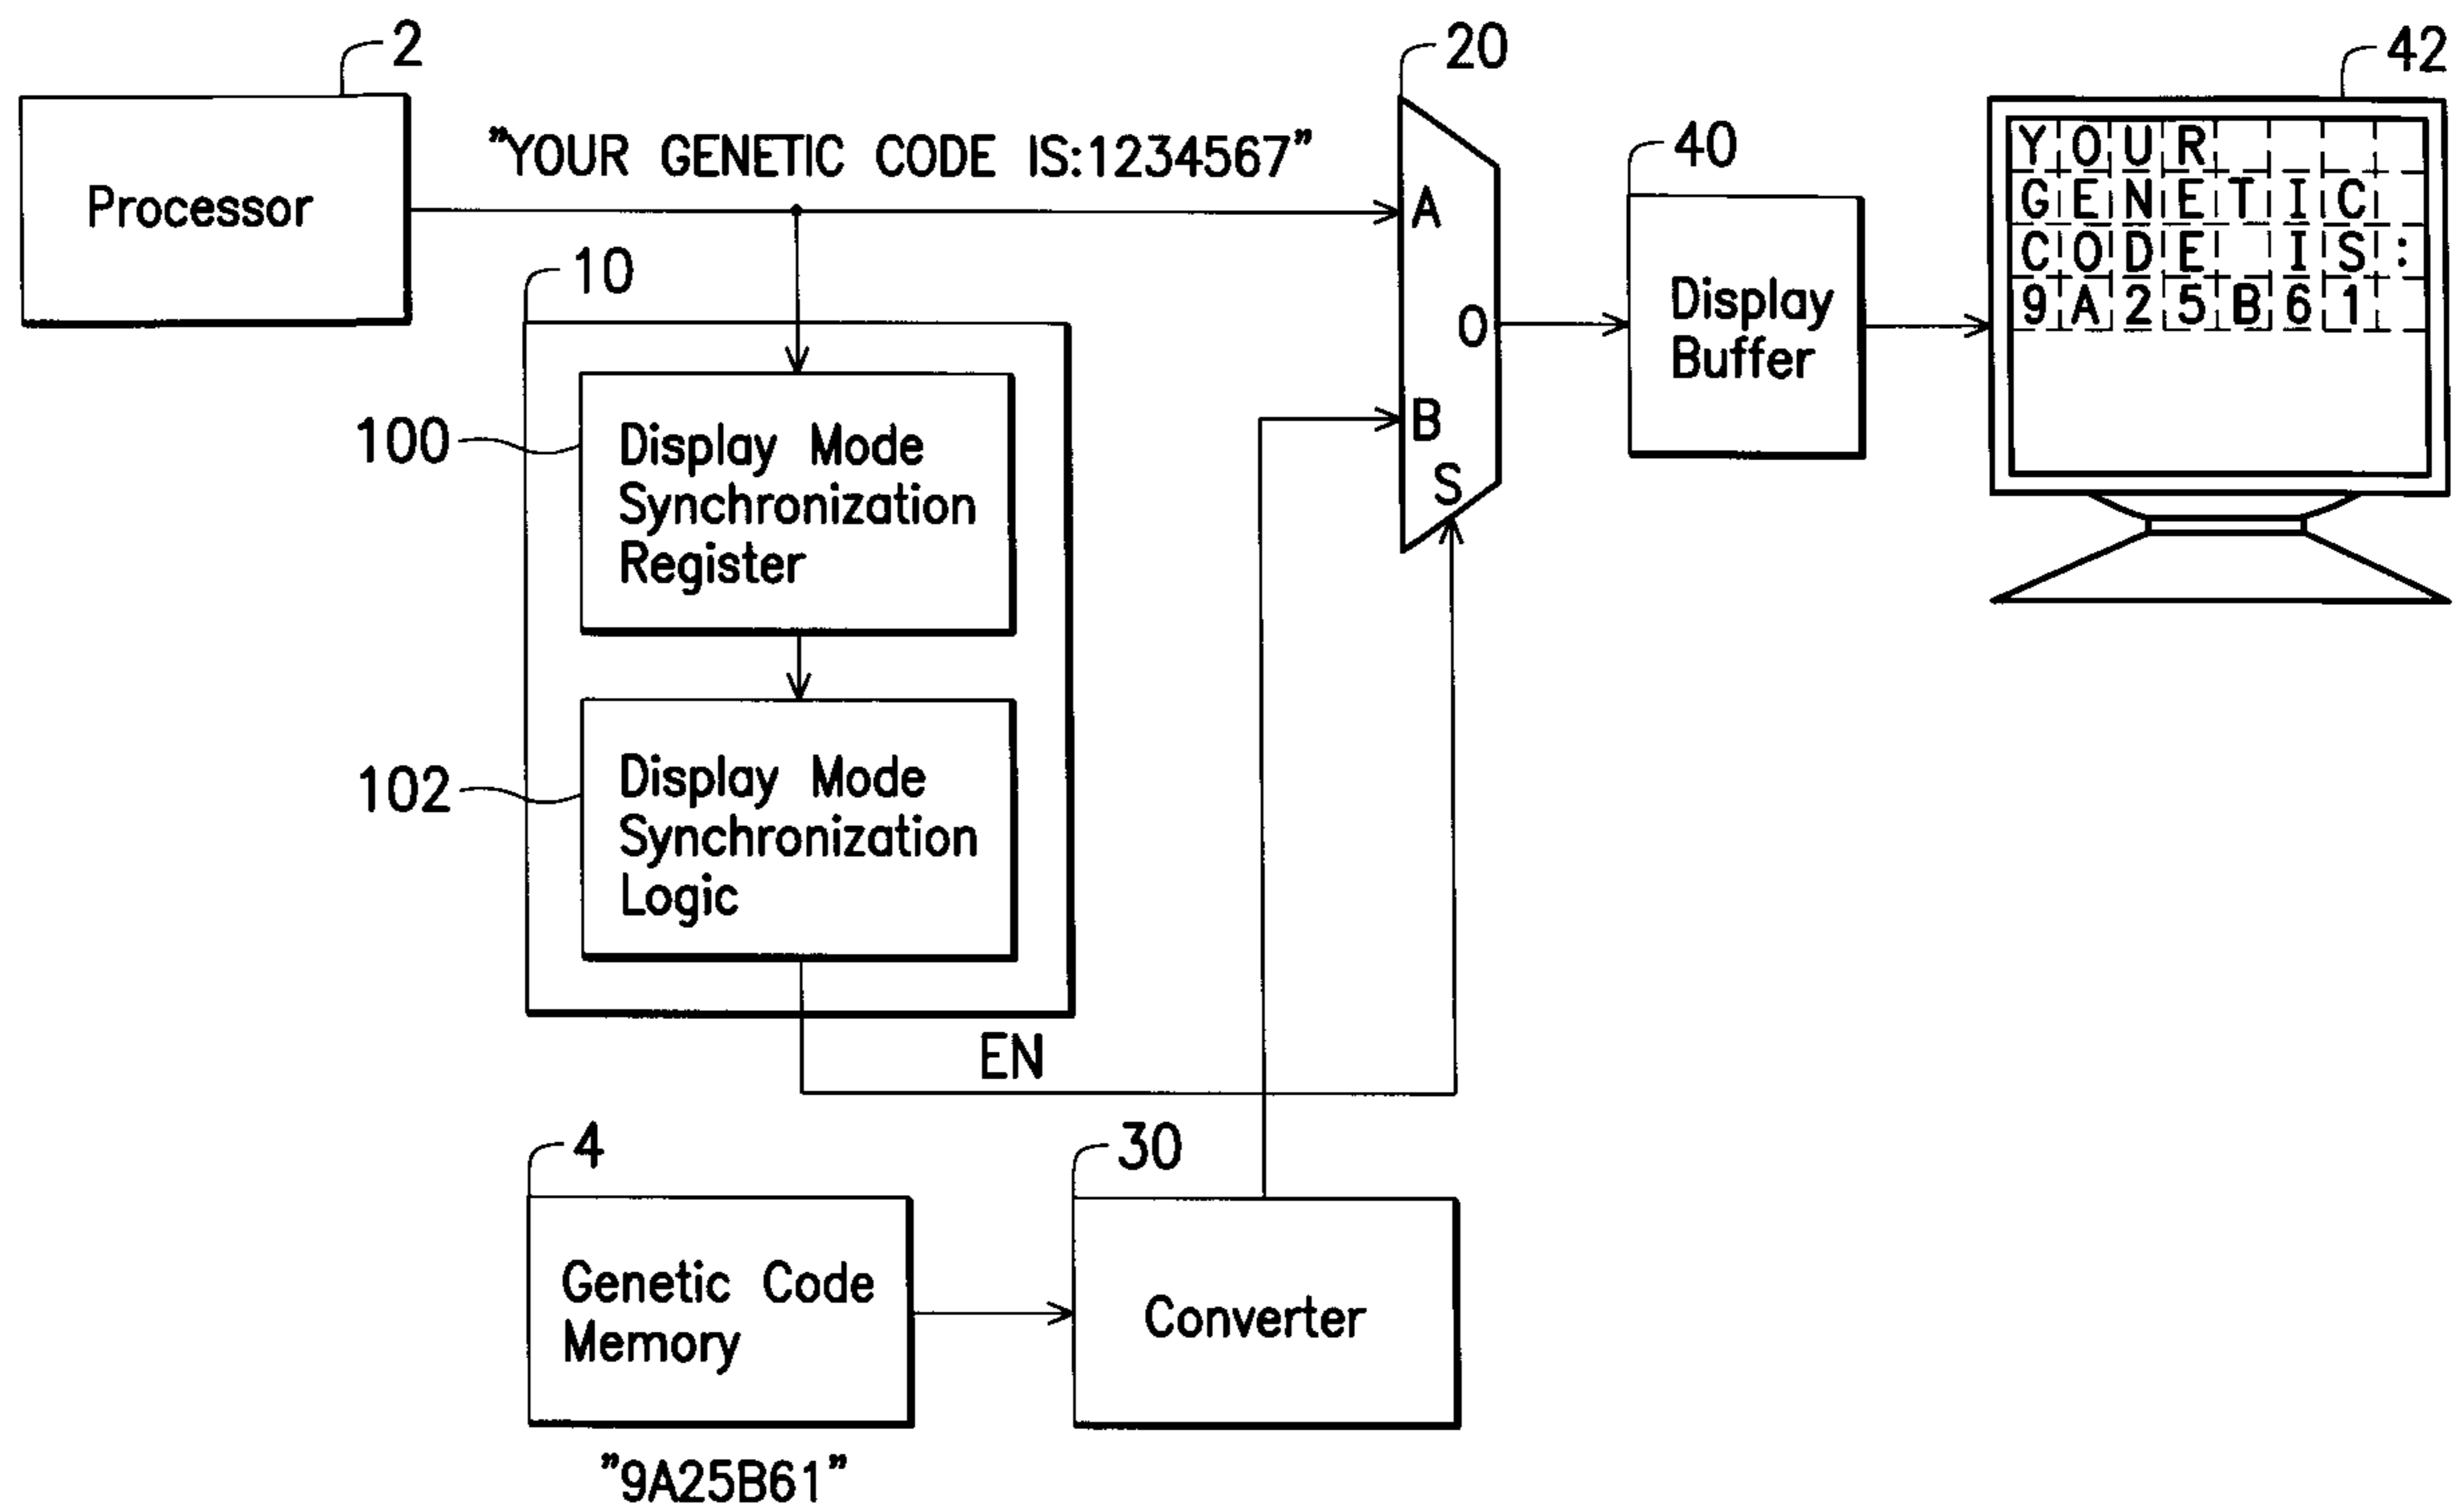 2
20
42
"YOUR GENETIC CODE IS:1234567"
40
Processor
A
YOUR
GENETIC
CODE IS:
9A25B61
10
O
Display
Buffer
100
Display Mode
Synchronization
Register
B
S
102
Display Mode
Synchronization
Logic
EN
4
30
Genetic Code
Memory
Converter
"9A25B61"